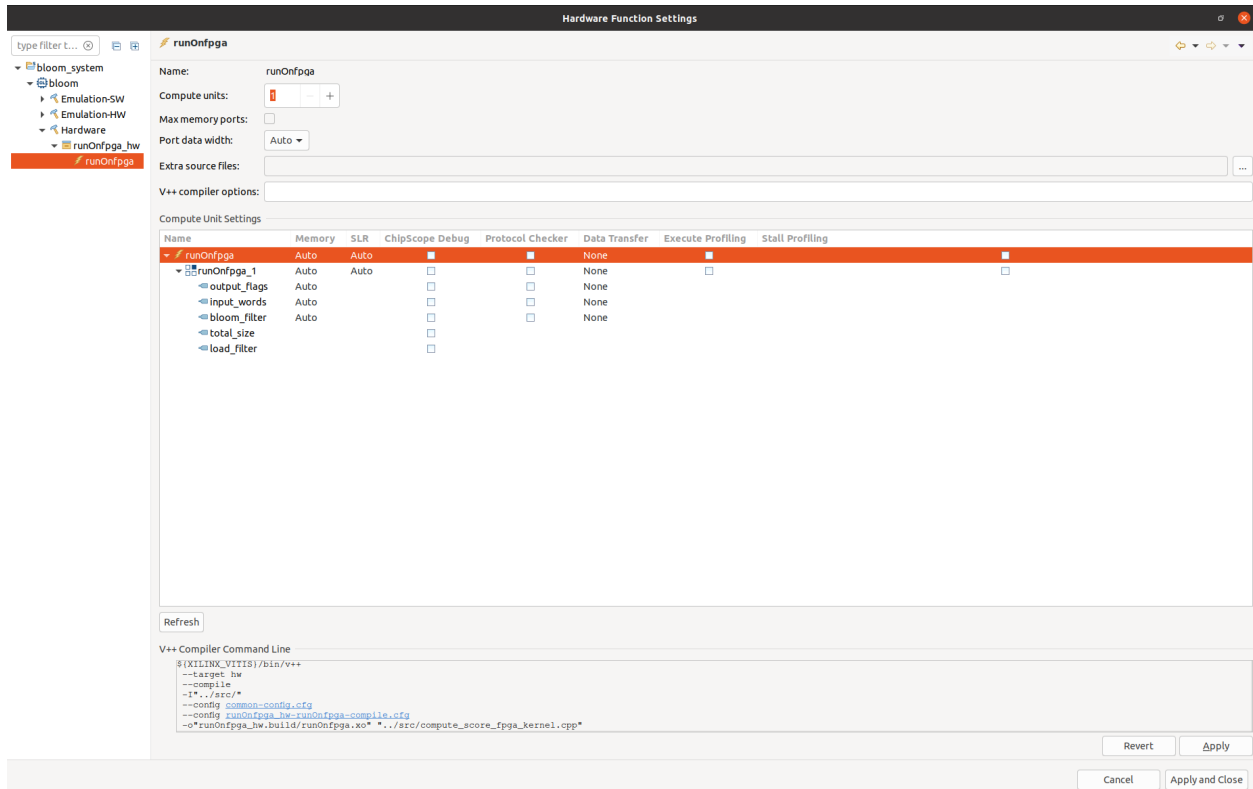 Hardware Function Settings
type filter t...
runOnfpga
bloom_system
bloom
Emulation-SW
Emulation-HW
Hardware
runOnfpga_hw
runOnfpga
Name: runOnfpga
Compute units: 1 - +
Max memory ports:
Port data width: Auto
Extra source files: ...
V++ compiler options:
Compute Unit Settings
Name Memory SLR ChipScope Debug Protocol Checker Data Transfer Execute Profiling Stall Profiling
runOnfpga Auto Auto None
runOnfpga_1 Auto Auto None
output_flags Auto None
input_words Auto None
bloom_filter Auto None
total_size
load_filter
Refresh
V++ Compiler Command Line
${XILINX_VITIS}/bin/v++
--target hw
--compile
-I"../src/"
--config common-config.cfg
--config runOnfpga_hw-runOnfpga-compile.cfg
-o"runOnfpga_hw.build/runOnfpga.xo" "../src/compute_score_fpga_kernel.cpp"
Revert Apply
Cancel Apply and Close